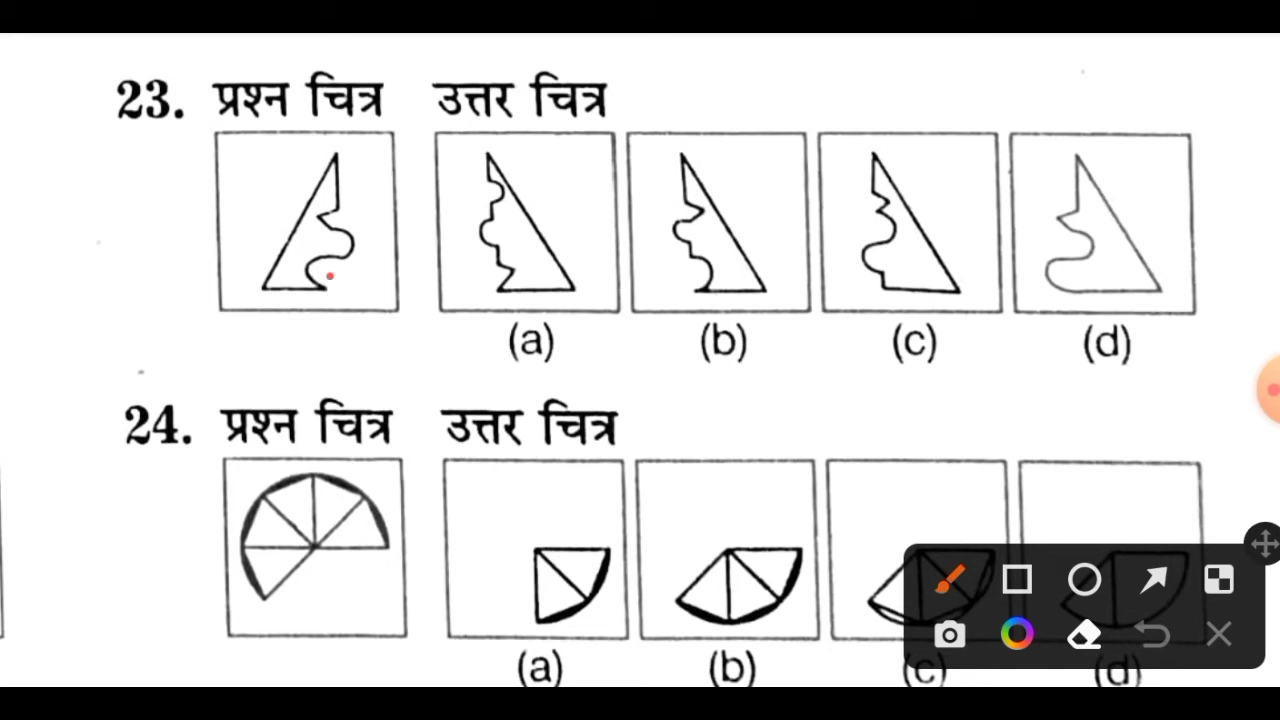 23. प्रश्न चित्र उत्तर चित्र
(a) (b) (c) (d)
24. प्रश्न चित्र उत्तर चित्र
(a) (b) (c) (d)